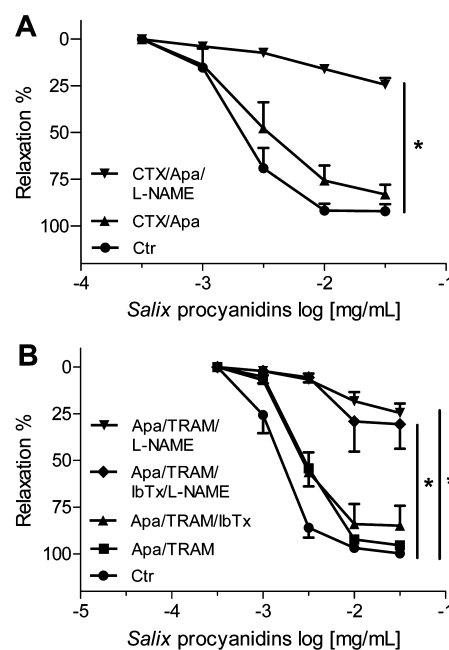 A
0
25
50
75
100
Relaxation %
CTX/Apa/
L-NAME
CTX/Apa
Ctr
*
-4
-3
-2
-1
Salix procyanidins log [mg/mL]
B
0
25
50
75
100
Relaxation %
Apa/TRAM/
L-NAME
Apa/TRAM/
IbTx/L-NAME
Apa/TRAM/IbTx
Apa/TRAM
Ctr
*
*
-5
-4
-3
-2
-1
Salix procyanidins log [mg/mL]